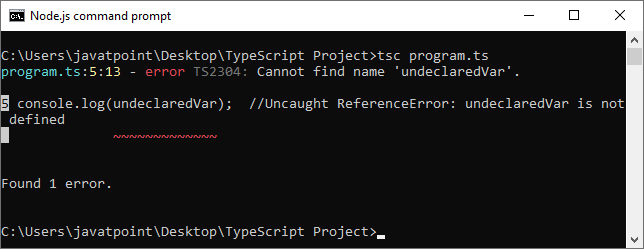 Node.js command prompt
C:\Users\javatpoint\Desktop\TypeScript Project>tsc program.ts
program.ts:5:13 - error TS2304: Cannot find name 'undeclaredVar'.
5 console.log(undeclaredVar);  //Uncaught ReferenceError: undeclaredVar is not
defined
~~~~~~~~~~~~~
Found 1 error.
C:\Users\javatpoint\Desktop\TypeScript Project>